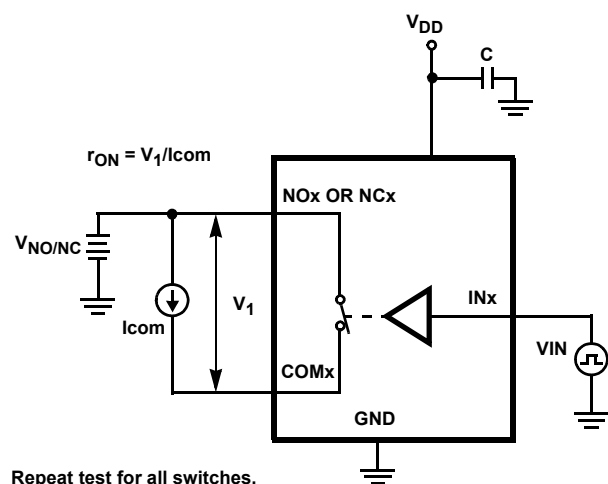 VDD
C
rON = V1/Icom
NOx OR NCx
VNO/NC
V1
INx
Icom
VIN
COMx
GND
Repeat test for all switches.